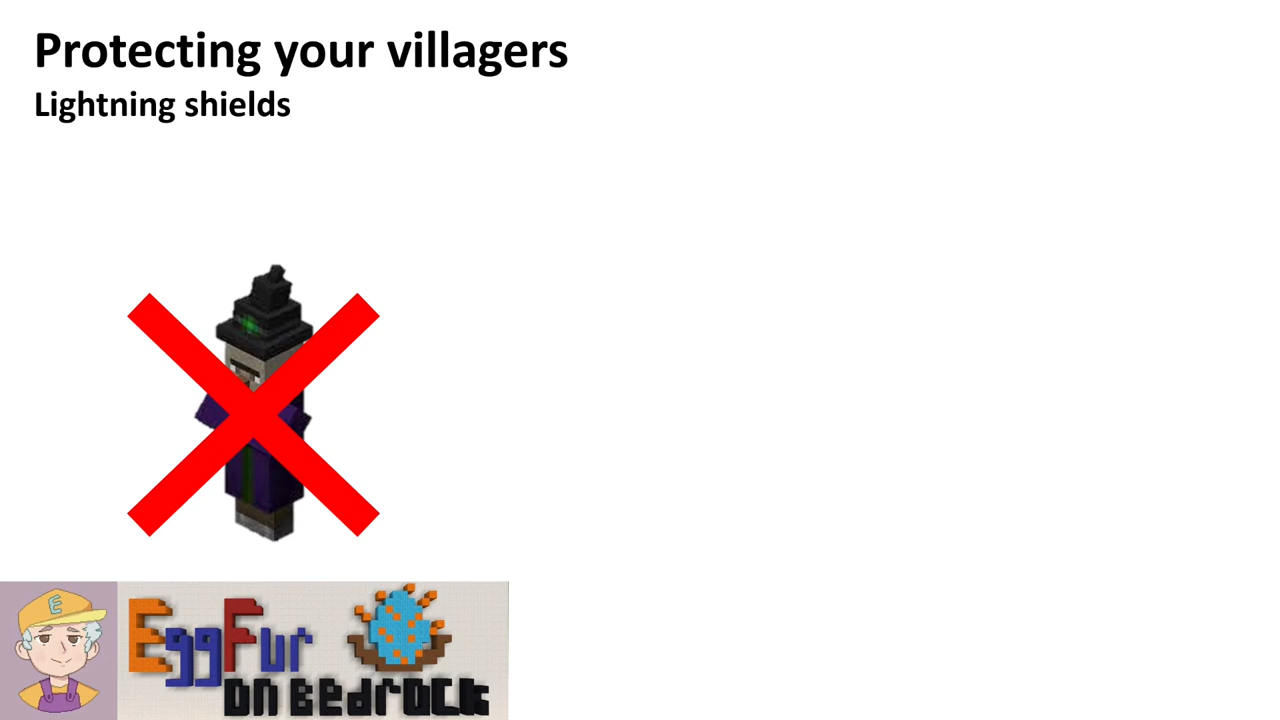 Protecting your villagers
Lightning shields
E
EggFur
ON BEdROCK